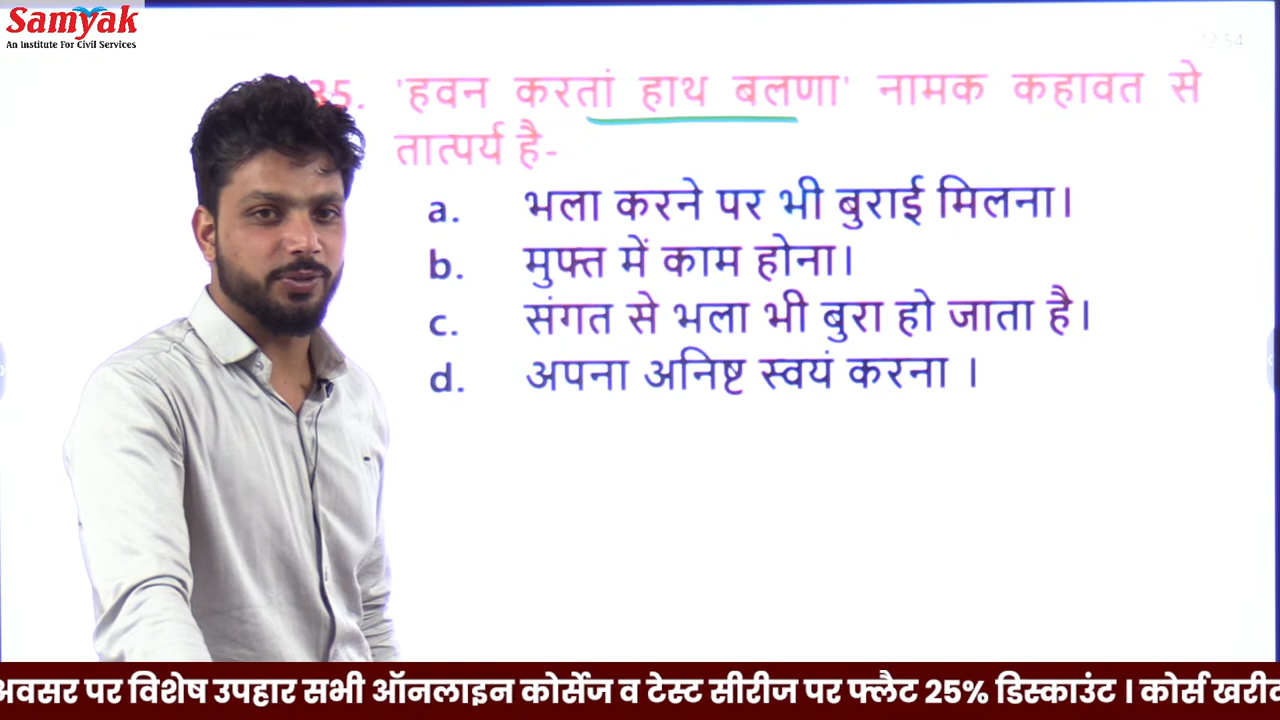 Samyak
An Institute For Civil Services
35. 'हवन करतां हाथ बलणा' नामक कहावत से
तात्पर्य है-
a. भला करने पर भी बुराई मिलना।
b. मुफ्त में काम होना।
c. संगत से भला भी बुरा हो जाता है।
d. अपना अनिष्ट स्वयं करना ।
अवसर पर विशेष उपहार सभी ऑनलाइन कोर्सेज व टेस्ट सीरीज पर फ्लैट 25% डिस्काउंट । कोर्स